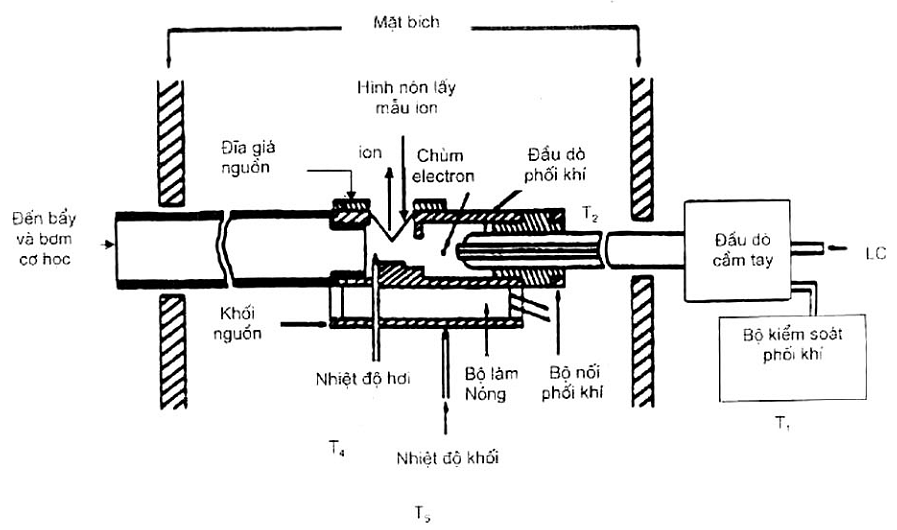 Mặt bích
Hình nón lấy
mẫu ion
Đĩa giá
nguồn
ion
Chùm
electron
Đầu dò
phối khí
T2
Đến bẩy
và bơm
cơ học
Đầu dò
cầm tay
LC
Khối
nguồn
Bộ kiểm soát
phối khí
Nhiệt độ hơi
Bộ làm
Nóng
Bộ nối
phối khí
T1
T4
Nhiệt độ khối
T5